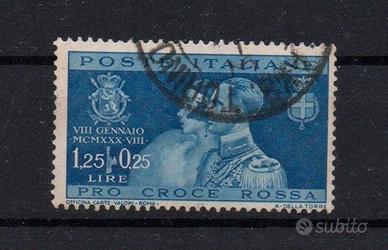 POSTE ITALIANE
VIII GENNAIO
MCMXXX·VIII·
1,25+0,25
LIRE
PRO CROCE ROSSA
OFFICINA CARTE-VALORI·ROMA·
A·DELLA TORRE
TORINO
subito